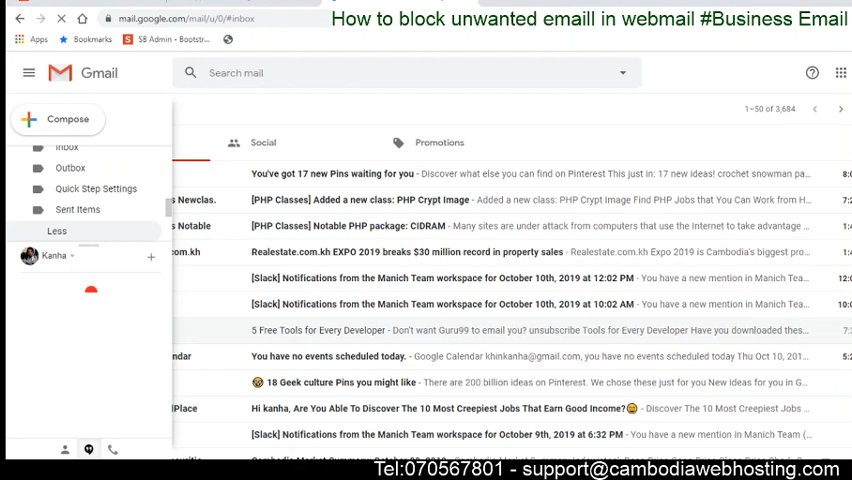 mail.google.com/mail/u/0/#inbox
How to block unwanted emaill in webmail #Business Email
Apps Bookmarks SB Admin - Bootstr...
Gmail
Search mail
Compose
1–50 of 3,684
Inbox
Outbox
Quick Step Settings
Sent Items
Less
Kanha
Social
Promotions
You've got 17 new Pins waiting for you - Discover what else you can find on Pinterest This just in: 17 new ideas! crochet snowman pa...
s Newclas. [PHP Classes] Added a new class: PHP Crypt Image - Added a new class: PHP Crypt Image Find PHP Jobs that You Can Work from H
s Notable [PHP Classes] Notable PHP package: CIDRAM - Many sites are under attack from computers that use the Internet to take advantage ...
com.kh Realestate.com.kh EXPO 2019 breaks $30 million record in property sales - Realestate.com.kh Expo 2019 is Cambodia's biggest pro...
[Slack] Notifications from the Manich Team workspace for October 10th, 2019 at 12:02 PM - You have a new mention in Manich Tea...
[Slack] Notifications from the Manich Team workspace for October 10th, 2019 at 10:02 AM - You have a new mention in Manich Tea...
5 Free Tools for Every Developer - Don't want Guru99 to email you? unsubscribe Tools for Every Developer Have you downloaded thes...
ndar You have no events scheduled today. - Google Calendar khinkanha@gmail.com, you have no events scheduled today Thu Oct 10, 201...
18 Geek culture Pins you might like - There are 200 billion ideas on Pinterest. We chose these just for you New ideas for you in G...
dPlace Hi kanha, Are You Able To Discover The 10 Most Creepiest Jobs That Earn Good Income? - Discover The 10 Most Creepiest Jobs ...
[Slack] Notifications from the Manich Team workspace for October 9th, 2019 at 6:32 PM - You have a new mention in Manich Team (...
Tel:070567801 - support@cambodiawebhosting.com